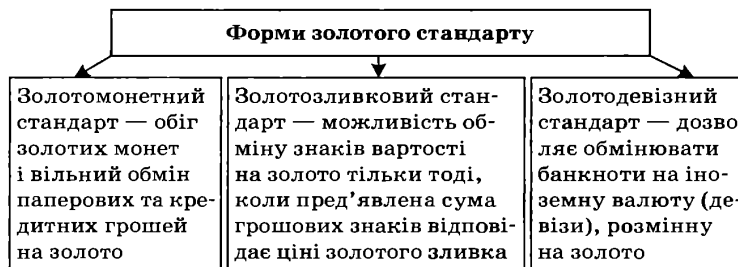 Форми золотого стандарту
Золотомонетний
стандарт — обіг
золотих монет
і вільний обмін
паперових та кре-
дитних грошей
на золото
Золотозливковий стан-
дарт — можливість об-
міну знаків вартості
на золото тільки тоді,
коли пред’явлена сума
грошових знаків відпові-
дає ціні золотого зливка
Золотодевізний
стандарт — дозво
ляє обмінювати
банкноти на іно-
земну валюту (де-
візи), розмінну
на золото